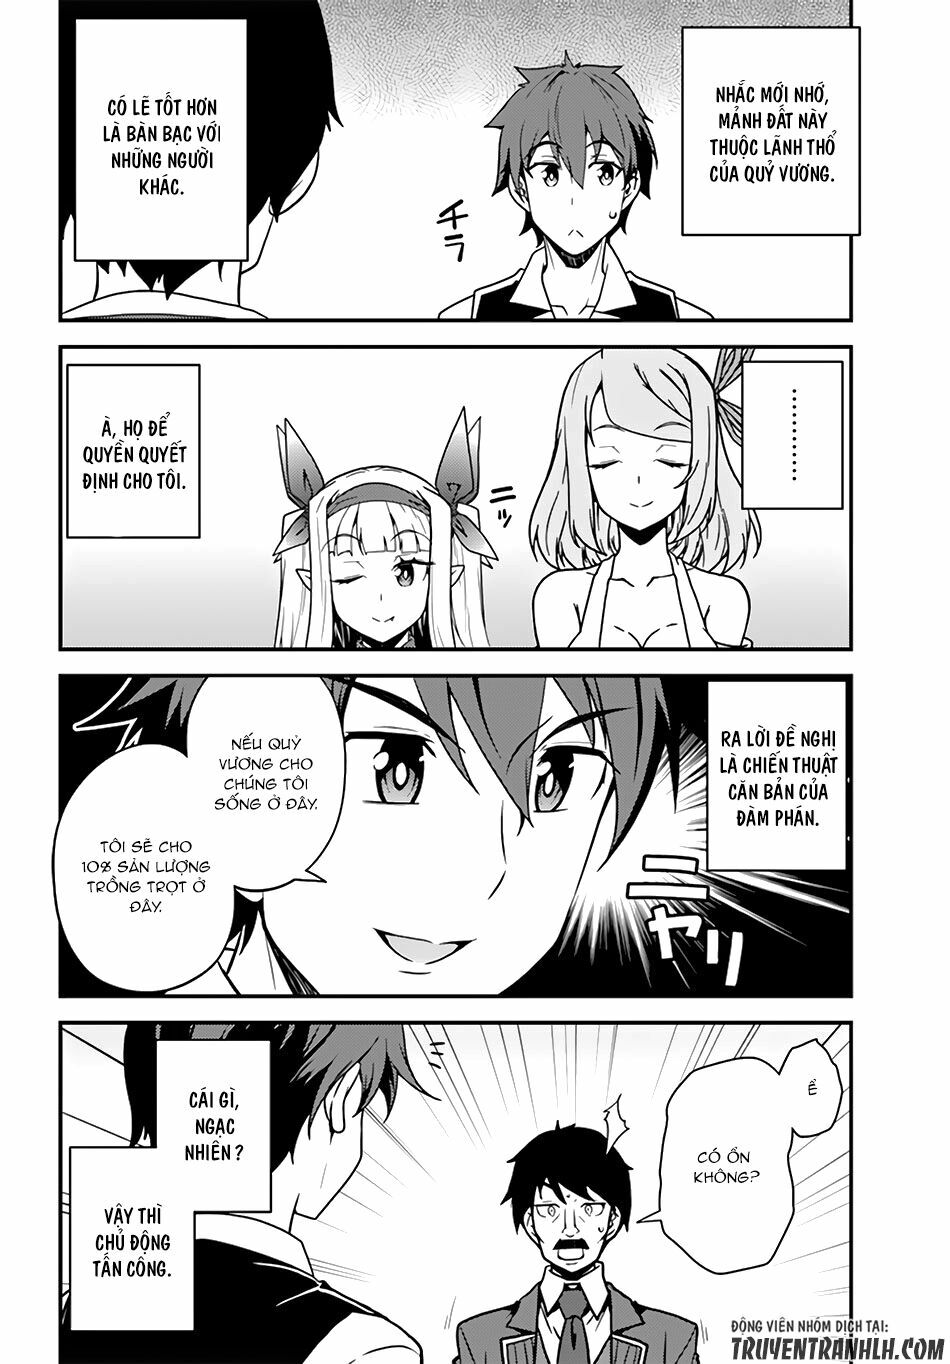 NHẮC MỚI NHỚ,
MẢNH ĐẤT NÀY
THUỘC LÃNH THỔ
CỦA QUỶ VƯƠNG.
チラ
CÓ LẼ TỐT HƠN
LÀ BÀN BẠC VỚI
NHỮNG NGƯỜI
KHÁC.
..........
À, HỌ ĐỂ
QUYỀN QUYẾT
ĐỊNH CHO TÔI.
RA LỜI ĐỀ NGHỊ
LÀ CHIẾN THUẬT
CĂN BẢN CỦA
ĐÀM PHÁN.
NẾU QUỶ
VƯƠNG CHO
CHÚNG TÔI
SỐNG Ở ĐÂY.
TÔI SẼ CHO
10% SẢN LƯỢNG
TRỒNG TRỌT Ở
ĐÂY.
ニヤリ
Ể
CÓ ỔN
KHÔNG?
CÁI GÌ,
NGẠC
NHIÊN?
VẬY THÌ
CHỦ ĐỘNG
TẤN CÔNG.
ĐỘNG VIÊN NHÓM DỊCH TẠI:
TRUYENTRANHLH.COM